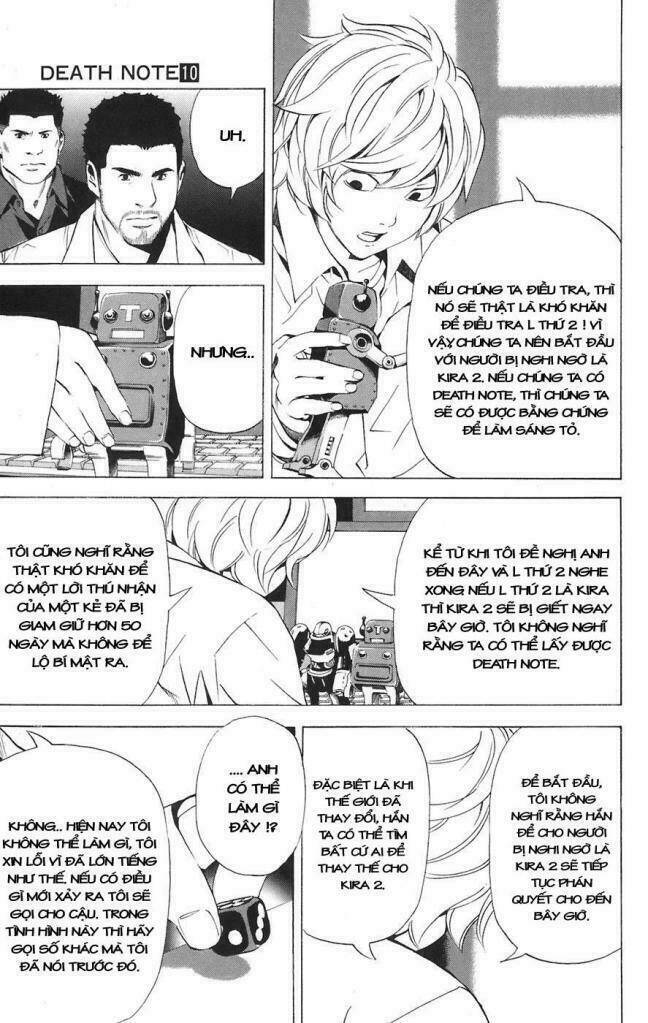 DEATH NOTE 10
NẾU CHÚNG TA ĐIỀU TRA, THÌ
NÓ SẼ THẬT LÀ KHÓ KHĂN
ĐỂ ĐIỀU TRA L THỨ 2 ! VÌ
VẬY, CHÚNG TA NÊN BẮT ĐẦU
VỚI NGƯỜI BỊ NGHI NGỜ LÀ
KIRA 2. NẾU CHÚNG TA CÓ
DEATH NOTE, THÌ CHÚNG TA
SẼ CÓ ĐƯỢC BẰNG CHỨNG
ĐỂ LÀM SÁNG TỎ.
UH.
NHƯNG..
T
KỂ TỪ KHI TÔI ĐỀ NGHỊ ANH
ĐẾN ĐÂY VÀ L THỨ 2 NGHE
XONG NẾU L THỨ 2 LÀ KIRA
THÌ KIRA 2 SẼ BỊ GIẾT NGAY
BÂY GIỜ. TÔI KHÔNG NGHĨ
RẰNG TA CÓ THỂ LẤY ĐƯỢC
DEATH NOTE.
T
TÔI CŨNG NGHĨ RẰNG
THẬT KHÓ KHĂN ĐỂ
CÓ MỘT LỜI THÚ NHẬN
CỦA MỘT KẺ ĐÃ BỊ
GIAM GIỮ HƠN 50
NGÀY MÀ KHÔNG ĐỂ
LỘ BÍ MẬT RA.
ĐỂ BẮT ĐẦU,
TÔI KHÔNG
NGHĨ RẰNG HẮN
ĐỂ CHO NGƯỜI
BỊ NGHI NGỜ LÀ
KIRA 2 SẼ TIẾP
TỤC PHÁN
QUYẾT CHO ĐẾN
BÂY GIỜ.
ĐẶC BIỆT LÀ KHI
THẾ GIỚI ĐÃ
THAY ĐỔI, HẮN
TA CÓ THỂ TÌM
BẤT CỨ AI ĐỂ
THAY THẾ CHO
KIRA 2.
.... ANH
CÓ THỂ
LÀM GÌ
ĐÂY !?
KHÔNG.. HIỆN NAY TÔI
KHÔNG THỂ LÀM GÌ, TÔI
XIN LỖI VÌ ĐÃ LỚN TIẾNG
NHƯ THẾ. NẾU CÓ ĐIỀU
GÌ MỚI XẢY RA TÔI SẼ
GỌI CHO CẬU. TRONG
TÌNH HÌNH NÀY THÌ HÃY
GỌI SỐ KHÁC MÀ TÔI
ĐÃ NÓI TRƯỚC ĐÓ.